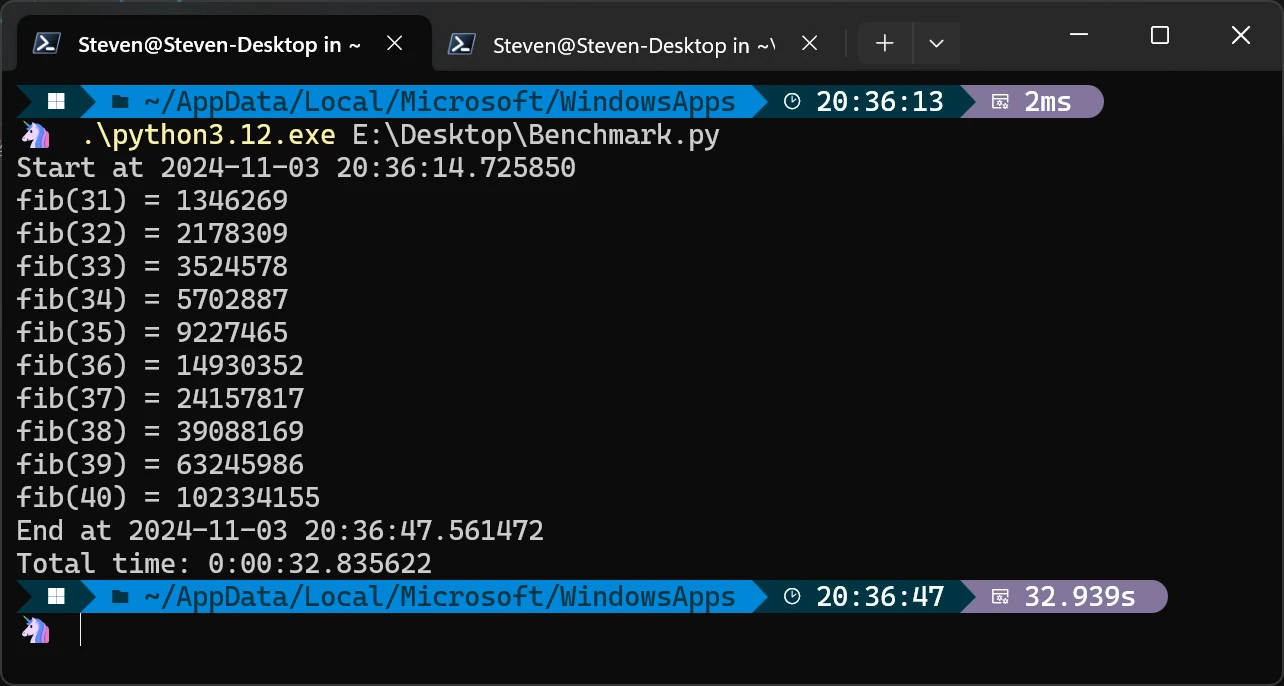 Steven@Steven-Desktop in ~
Steven@Steven-Desktop in ~\
~/AppData/Local/Microsoft/WindowsApps 20:36:13 2ms
.\python3.12.exe E:\Desktop\Benchmark.py
Start at 2024-11-03 20:36:14.725850
fib(31) = 1346269
fib(32) = 2178309
fib(33) = 3524578
fib(34) = 5702887
fib(35) = 9227465
fib(36) = 14930352
fib(37) = 24157817
fib(38) = 39088169
fib(39) = 63245986
fib(40) = 102334155
End at 2024-11-03 20:36:47.561472
Total time: 0:00:32.835622
~/AppData/Local/Microsoft/WindowsApps 20:36:47 32.939s